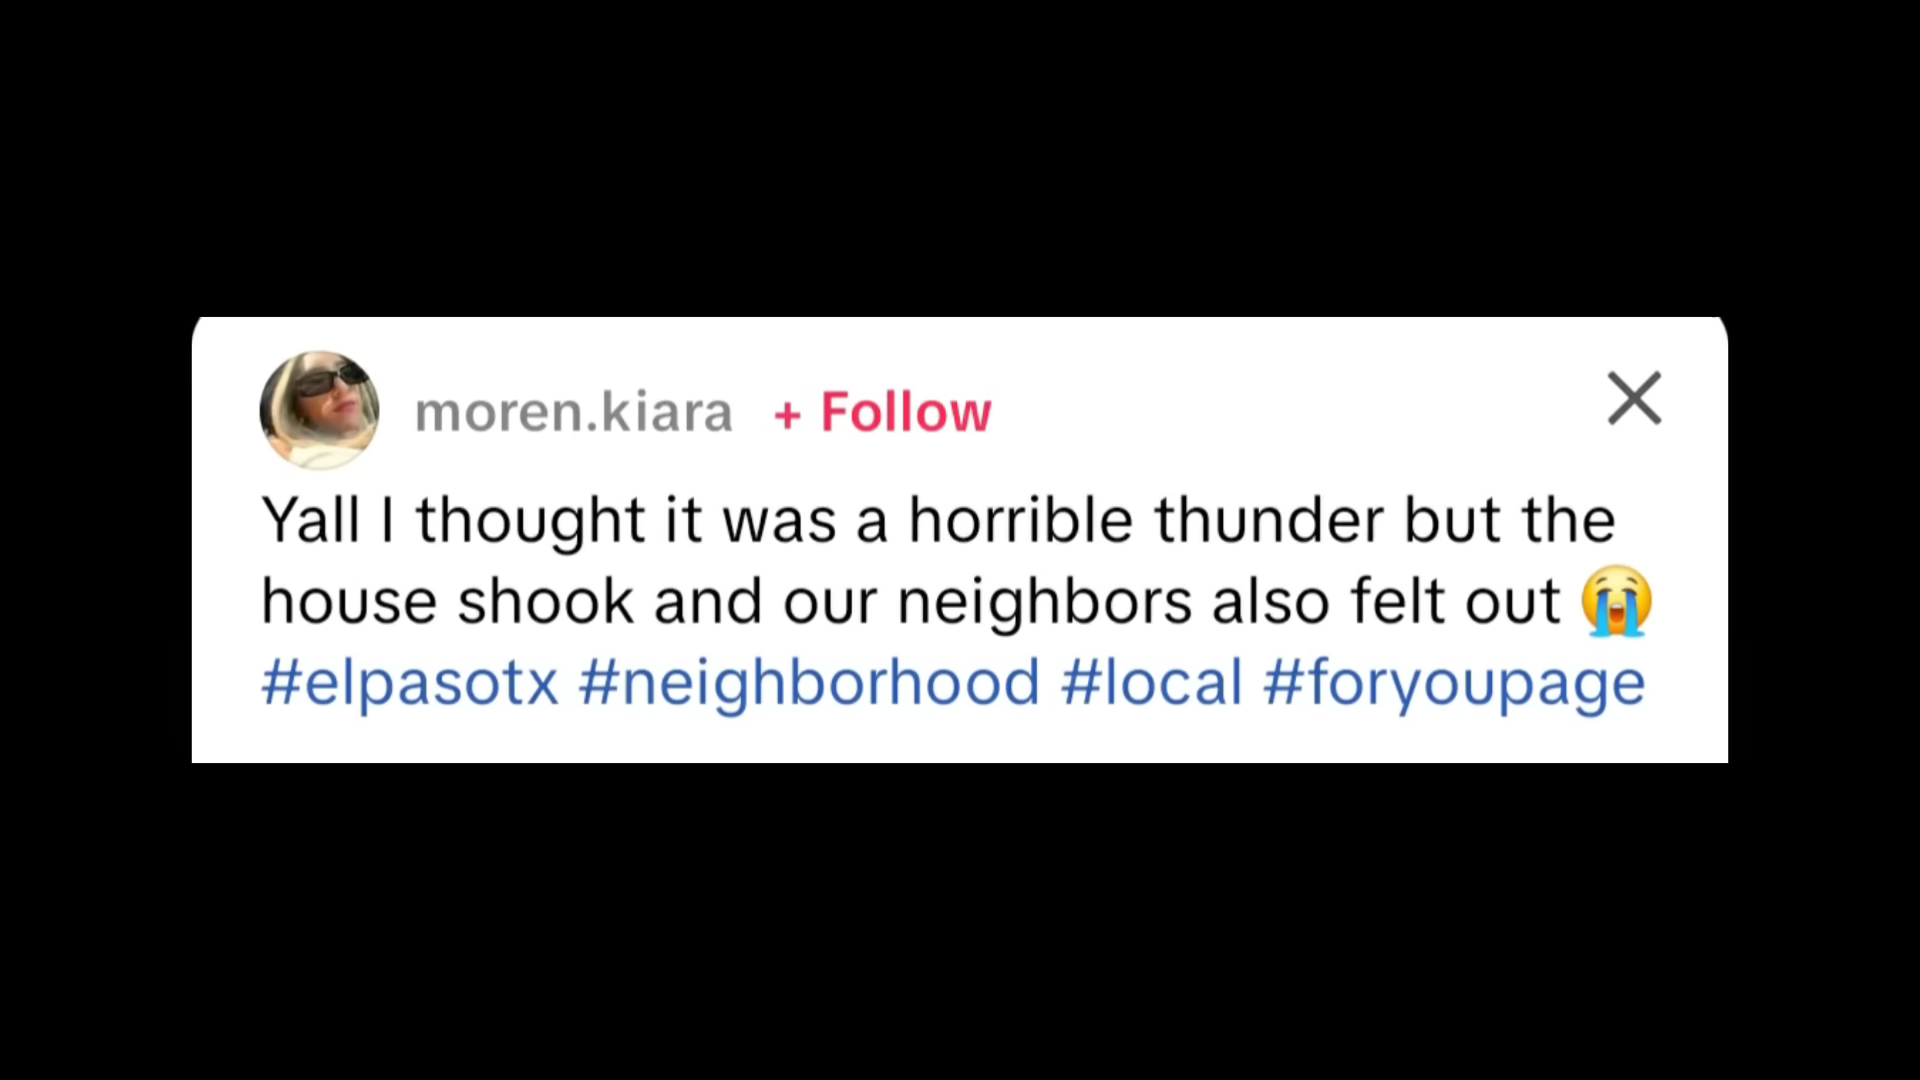 moren.kiara + Follow
Yall I thought it was a horrible thunder but the
house shook and our neighbors also felt out 😭
#elpasotx #neighborhood #local #foryoupage